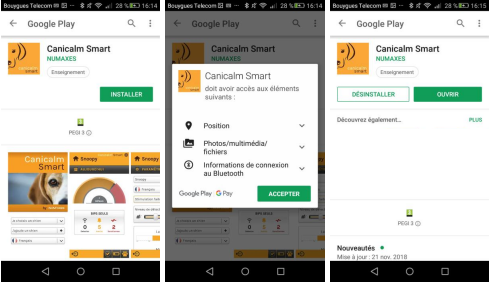 Bouygues Telecom 28 % 16:14
Google Play
Canicalm Smart
NUMAXES
Enseignement
INSTALLER
PEGI 3
Canicalm
Smart
Snoopy
Français
Bouygues Telecom 28 % 16:14
Google Play
Canicalm Smart
Canicalm Smart
doit avoir accès aux éléments
suivants :
Position
Photos/multimédia/
fichiers
Informations de connexion
au Bluetooth
Google Play G Pay
ACCEPTER
Bouygues Telecom 28 % 16:15
Google Play
Canicalm Smart
NUMAXES
Enseignement
DÉSINSTALLER
OUVRIR
Découvrez également...
PLUS
PEGI 3
Nouveautés
Mise à jour : 21 nov. 2018